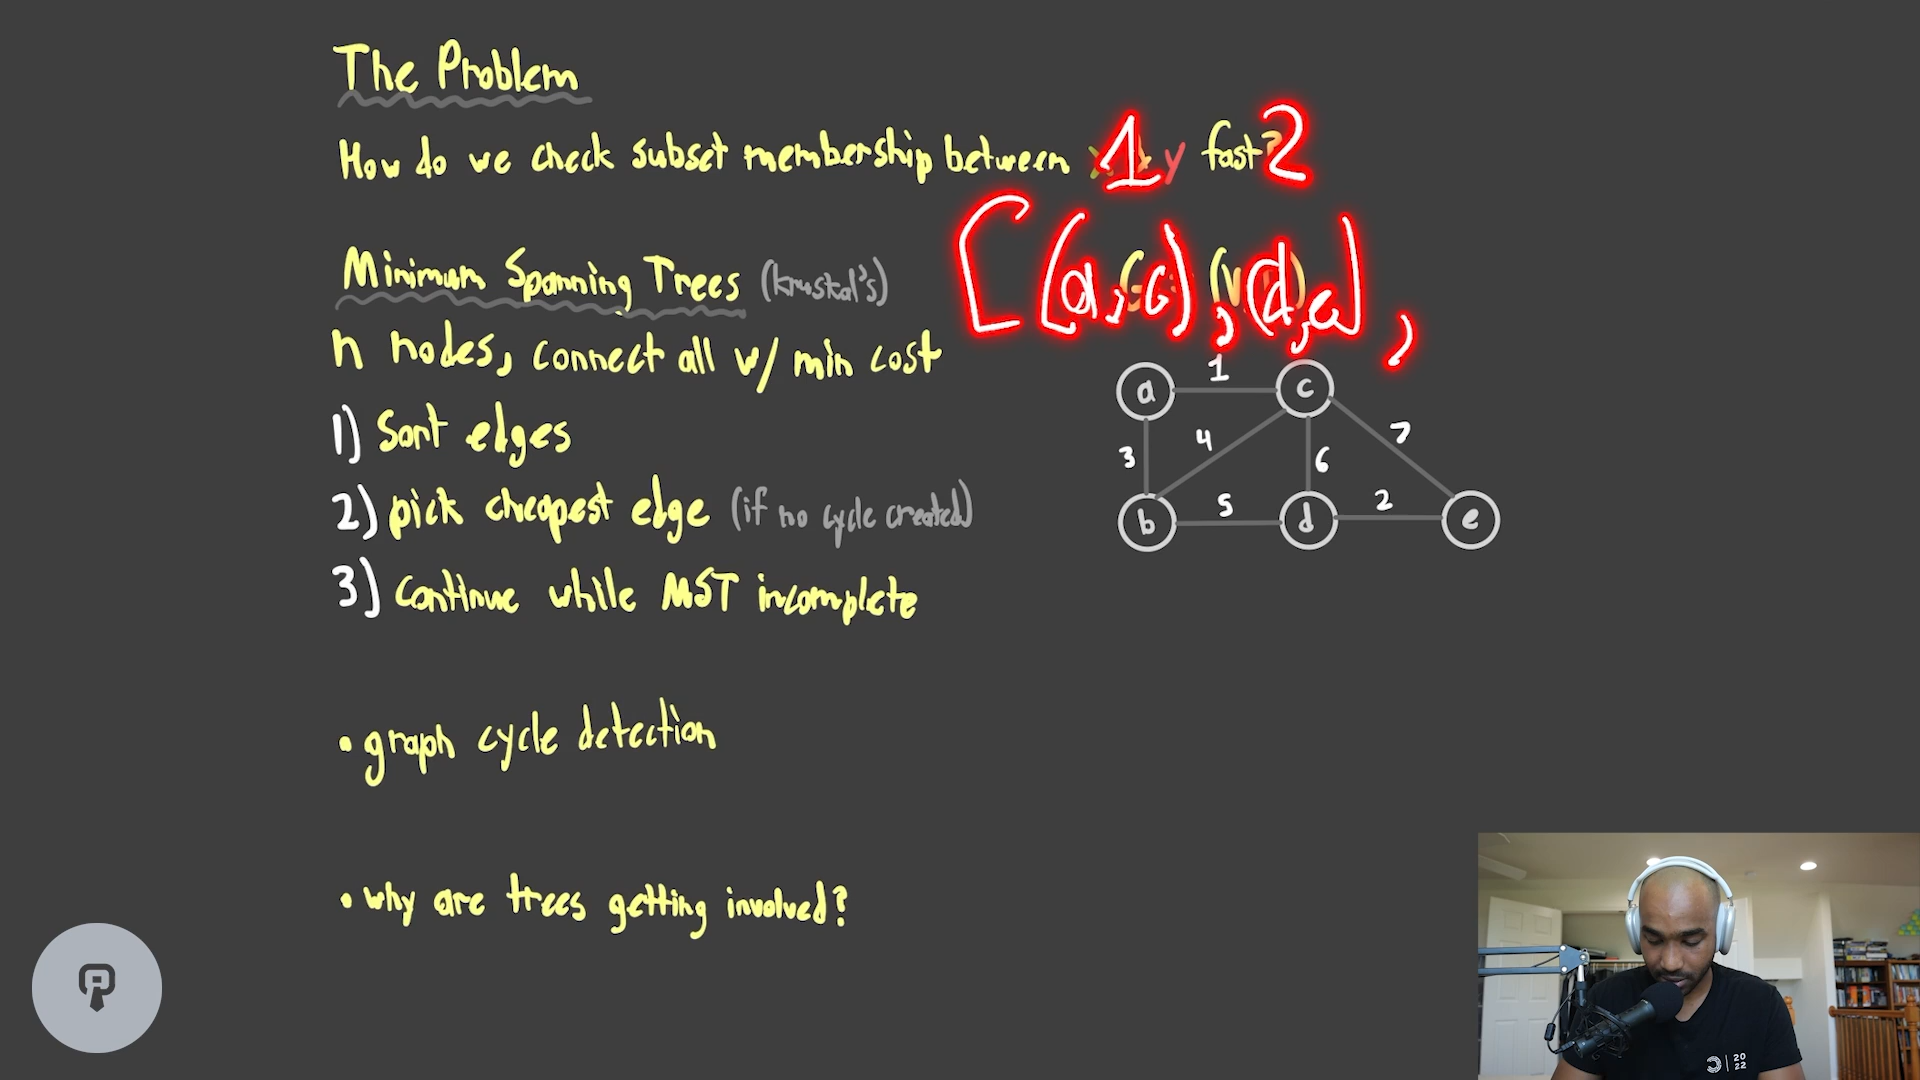 The Problem
How do we check subset membership between y fast?
1 2
Minimum Spanning Trees (kruskal's)
[(a,c),(d,e),
n nodes, connect all w/ min cost
1) Sort edges
2) pick cheapest edge (if no cycle created)
3) continue while MST incomplete
a 1 c
3 4 6 7
b 5 d 2 e
• graph cycle detection
• why are trees getting involved?
20
22